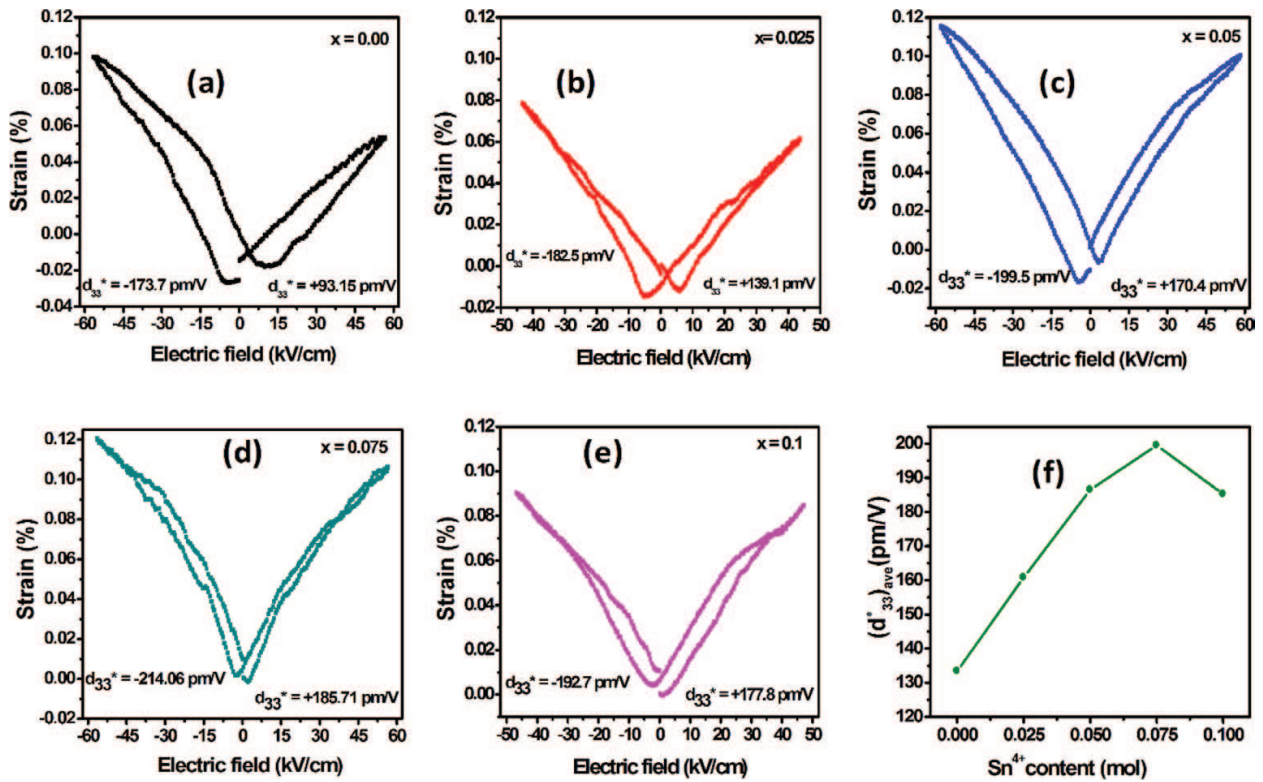 x = 0.00
(a)
0.12
0.10
0.08
0.06
0.04
0.02
0.00
-0.02
-0.04
Strain (%)
d33* = -173.7 pm/V
d33* = +93.15 pm/V
-60 -45 -30 -15 0 15 30 45 60
Electric field (kV/cm)
x= 0.025
(b)
0.12
0.10
0.08
0.06
0.04
0.02
0.00
-0.02
Strain (%)
d33* = -182.5 pm/V
d33* = +139.1 pm/V
-50 -40 -30 -20 -10 0 10 20 30 40 50
Electric field (kV/cm)
x = 0.05
(c)
0.12
0.10
0.08
0.06
0.04
0.02
0.00
-0.02
Strain (%)
d33* = -199.5 pm/V
d33* = +170.4 pm/V
-60 -45 -30 -15 0 15 30 45 60
Electric field (kV/cm)
x = 0.075
(d)
0.12
0.10
0.08
0.06
0.04
0.02
0.00
-0.02
Strain (%)
d33* = -214.06 pm/V
d33* = +185.71 pm/V
-60 -45 -30 -15 0 15 30 45 60
Electric field (kV/cm)
x = 0.1
(e)
0.12
0.10
0.08
0.06
0.04
0.02
0.00
Strain (%)
d33* = -192.7 pm/V
d33* = +177.8 pm/V
-50 -40 -30 -20 -10 0 10 20 30 40 50
Electric field (kV/cm)
(f)
200
190
180
170
160
150
140
130
120
(d*33)ave(pm/V)
0.000 0.025 0.050 0.075 0.100
Sn4+ content (mol)